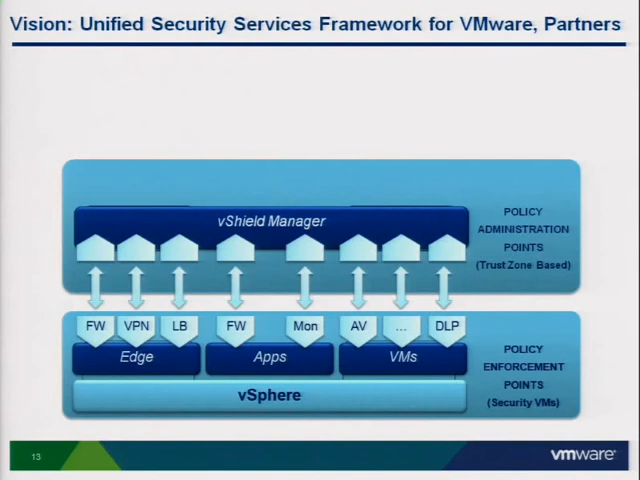 Vision: Unified Security Services Framework for VMware, Partners
vShield Manager
POLICY
ADMINISTRATION
POINTS
(Trust Zone Based)
FW VPN LB FW Mon AV ... DLP
Edge Apps VMs
vSphere
POLICY
ENFORCEMENT
POINTS
(Security VMs)
13
vmware